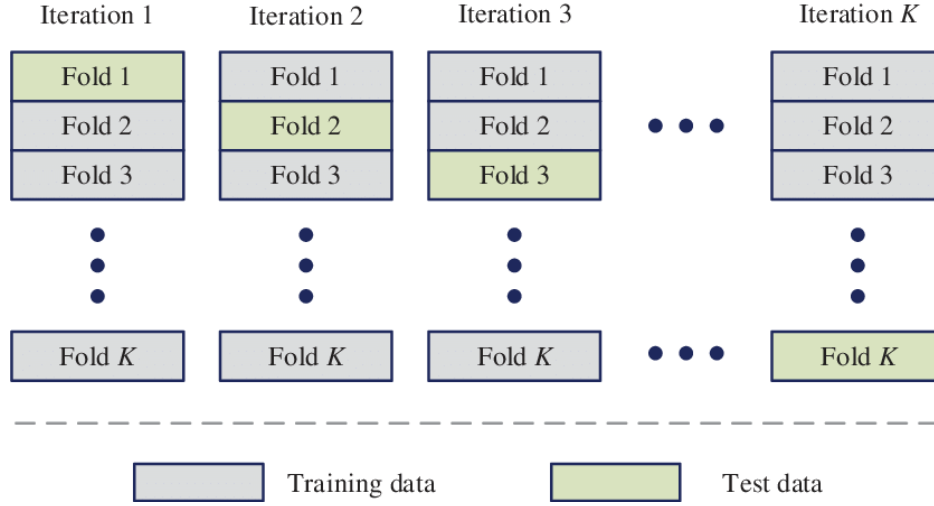 Iteration 1 Iteration 2 Iteration 3 Iteration K
Fold 1 Fold 1 Fold 1 Fold 1
Fold 2 Fold 2 Fold 2 Fold 2
Fold 3 Fold 3 Fold 3 Fold 3
Fold K Fold K Fold K Fold K
Training data Test data